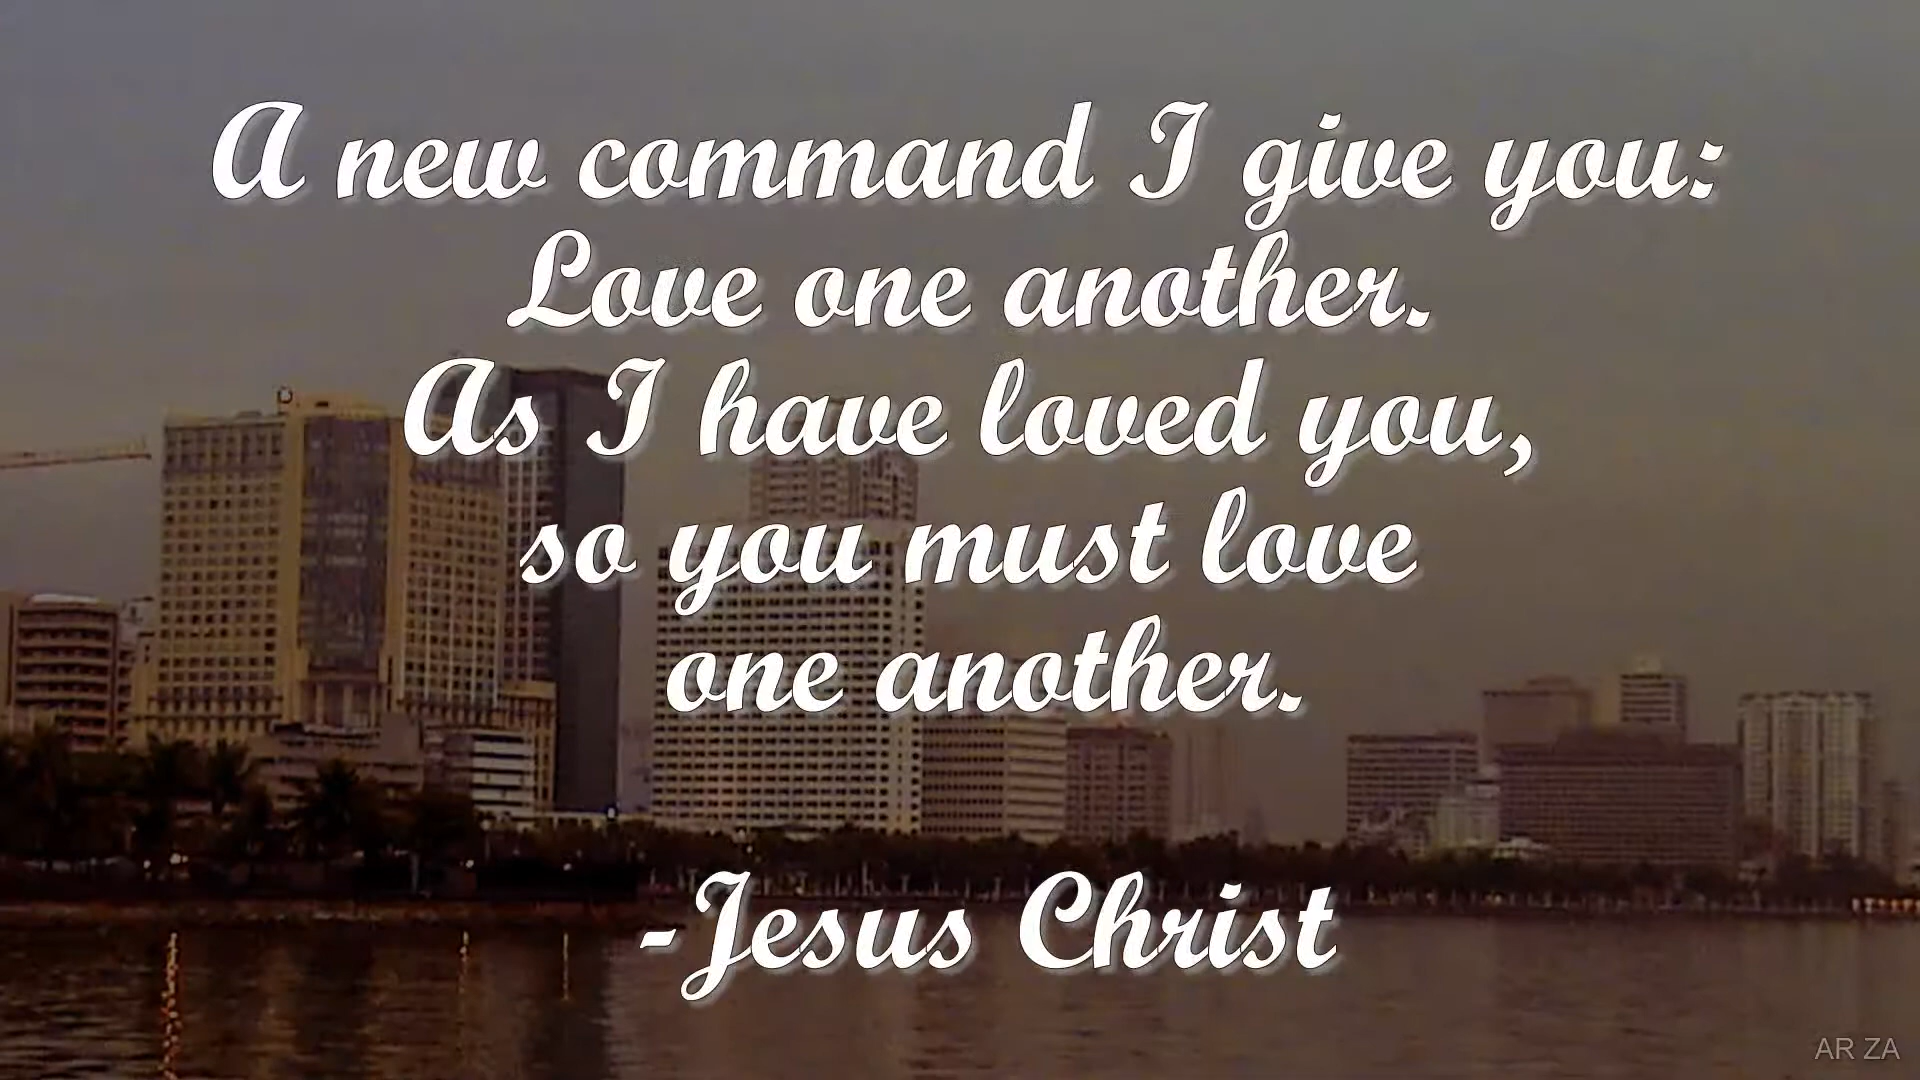 A new command I give you:
Love one another.
As I have loved you,
so you must love
one another.
-Jesus Christ
AR ZA